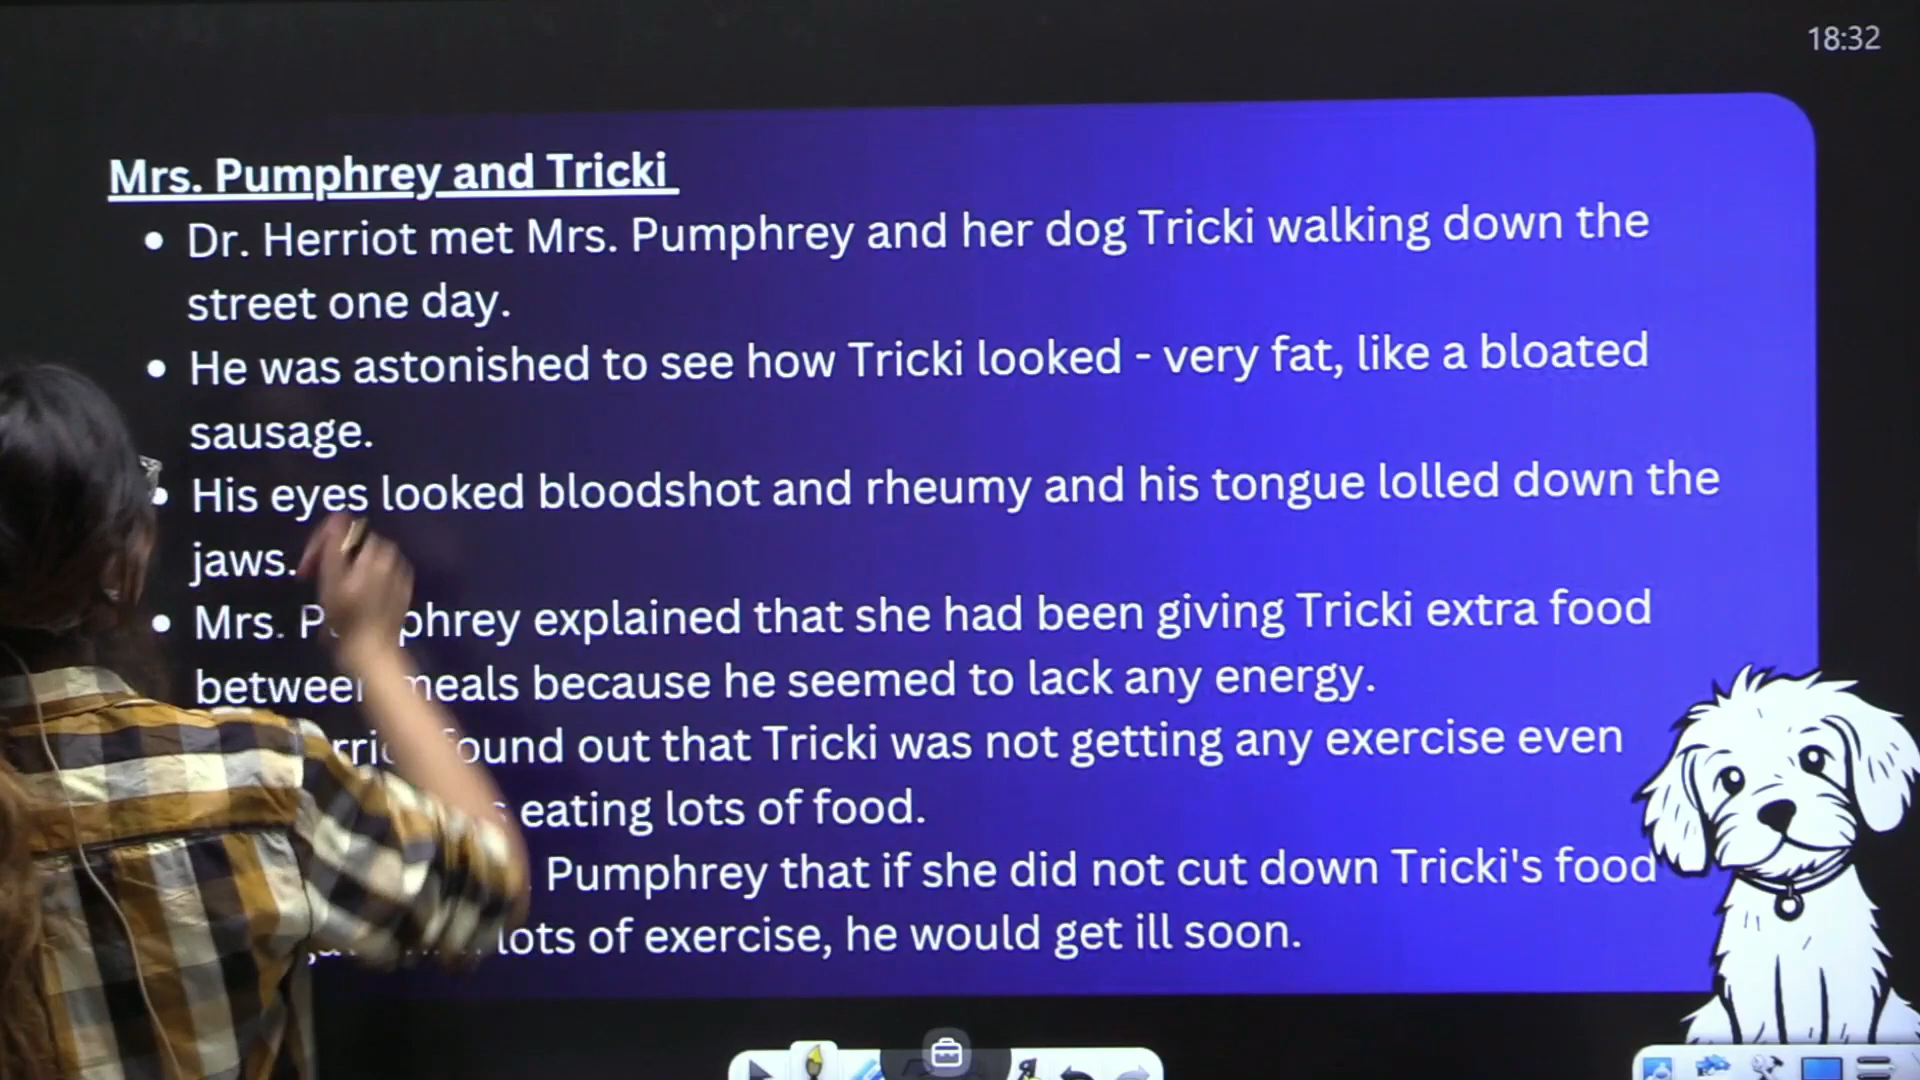 18:32
Mrs. Pumphrey and Tricki
• Dr. Herriot met Mrs. Pumphrey and her dog Tricki walking down the
street one day.
• He was astonished to see how Tricki looked - very fat, like a bloated
sausage.
• His eyes looked bloodshot and rheumy and his tongue lolled down the
jaws.
• Mrs. Pumphrey explained that she had been giving Tricki extra food
between meals because he seemed to lack any energy.
found out that Tricki was not getting any exercise even
eating lots of food.
Pumphrey that if she did not cut down Tricki's food
lots of exercise, he would get ill soon.